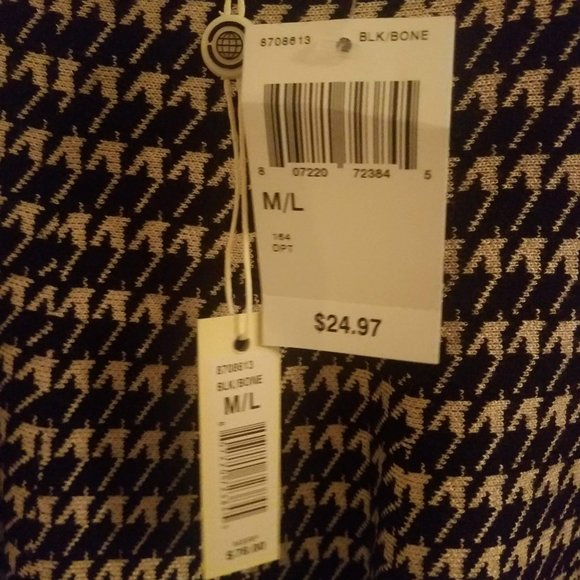 8708613 BLK/BONE
8 07220 72384 5
M/L
164
DPT
$24.97
8708613
BLK/BONE
M/L